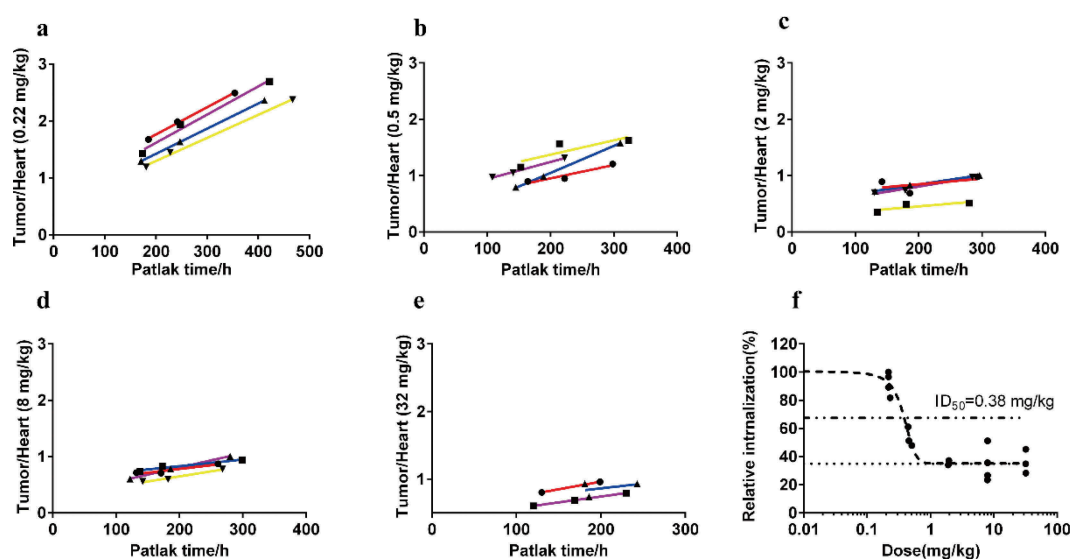 a
3
2
1
0
0 100 200 300 400 500
Tumor/Heart (0.22 mg/kg)
Patlak time/h
b
3
2
1
0
0 100 200 300 400
Tumor/Heart (0.5 mg/kg)
Patlak time/h
c
3
2
1
0
0 100 200 300 400
Tumor/Heart (2 mg/kg)
Patlak time/h
d
3
2
1
0
0 100 200 300 400
Tumor/Heart (8 mg/kg)
Patlak time/h
e
3
2
1
0
0 100 200 300
Tumor/Heart (32 mg/kg)
Patlak time/h
f
120
100
80
60
40
20
0
0.01 0.1 1 10 100
Relative intrnalization(%)
ID50=0.38 mg/kg
Dose(mg/kg)